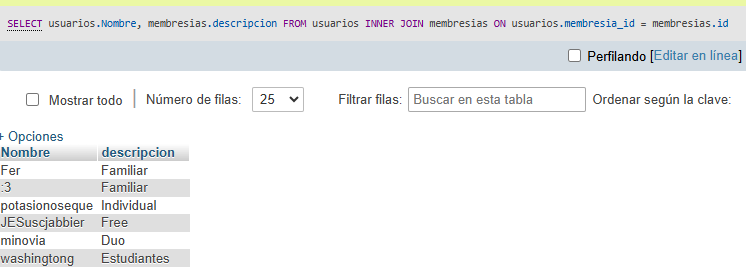 SELECT usuarios.Nombre, membresias.descripcion FROM usuarios INNER JOIN membresias ON usuarios.membresia_id = membresias.id
Perfilando [Editar en línea]
Mostrar todo | Número de filas: 25 Filtrar filas: Buscar en esta tabla Ordenar según la clave:
+ Opciones
Nombre descripcion
Fer Familiar
:3 Familiar
potasionoseque Individual
JESuscjabbier Free
minovia Duo
washingtong Estudiantes